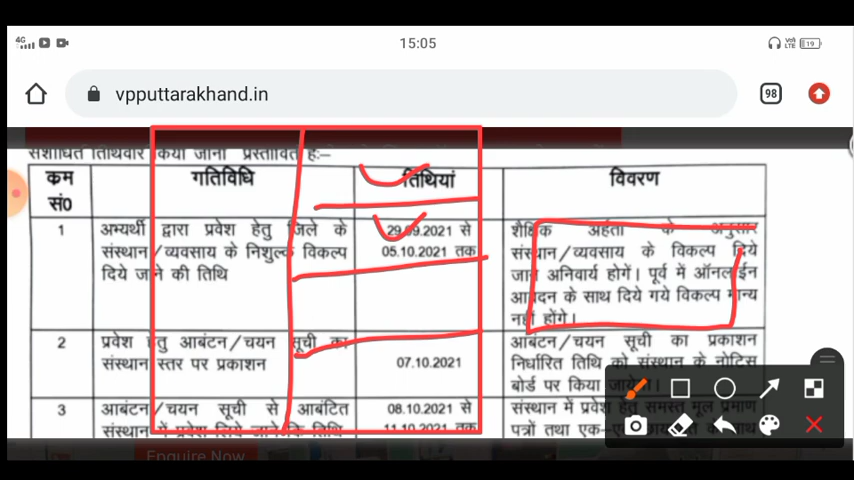 4G
15:05
Vo) LTE
19
vpputtarakhand.in
98
संशोधित तिथिवार किया जाना प्रस्तावित हैः–
क्रम सं0
गतिविधि
तिथियां
विवरण
1
अभ्यर्थी द्वारा प्रवेश हेतु जिले के
संस्थान/व्यवसाय के निशुल्क विकल्प
दिये जाने की तिथि
29.09.2021 से
05.10.2021 तक
शैक्षिक अर्हता के अनुसार
संस्थान/व्यवसाय के विकल्प दिये
जाने अनिवार्य होगें। पूर्व में ऑनलाईन
आवेदन के साथ दिये गये विकल्प मान्य
नहीं होंगे।
2
प्रवेश हेतु आबंटन/चयन सूची का
संस्थान स्तर पर प्रकाशन
07.10.2021
आबंटन/चयन सूची का प्रकाशन
निर्धारित तिथि को संस्थान के नोटिस
बोर्ड पर किया जायेगा।
3
आबंटन/चयन सूची से आबंटित
संस्थान में प्रवेश लिये जाने कि तिथि
08.10.2021 से
11.10.2021 तक
संस्थान में प्रवेश हेतु समस्त मूल प्रमाण
पत्रों तथा एक-एक के साथ
Enquire Now